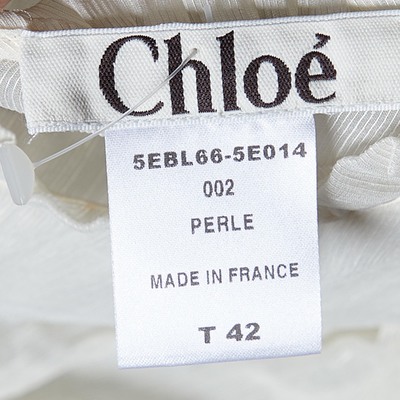 Chloé
5EBL66-5E014
002
PERLE
MADE IN FRANCE
T 42